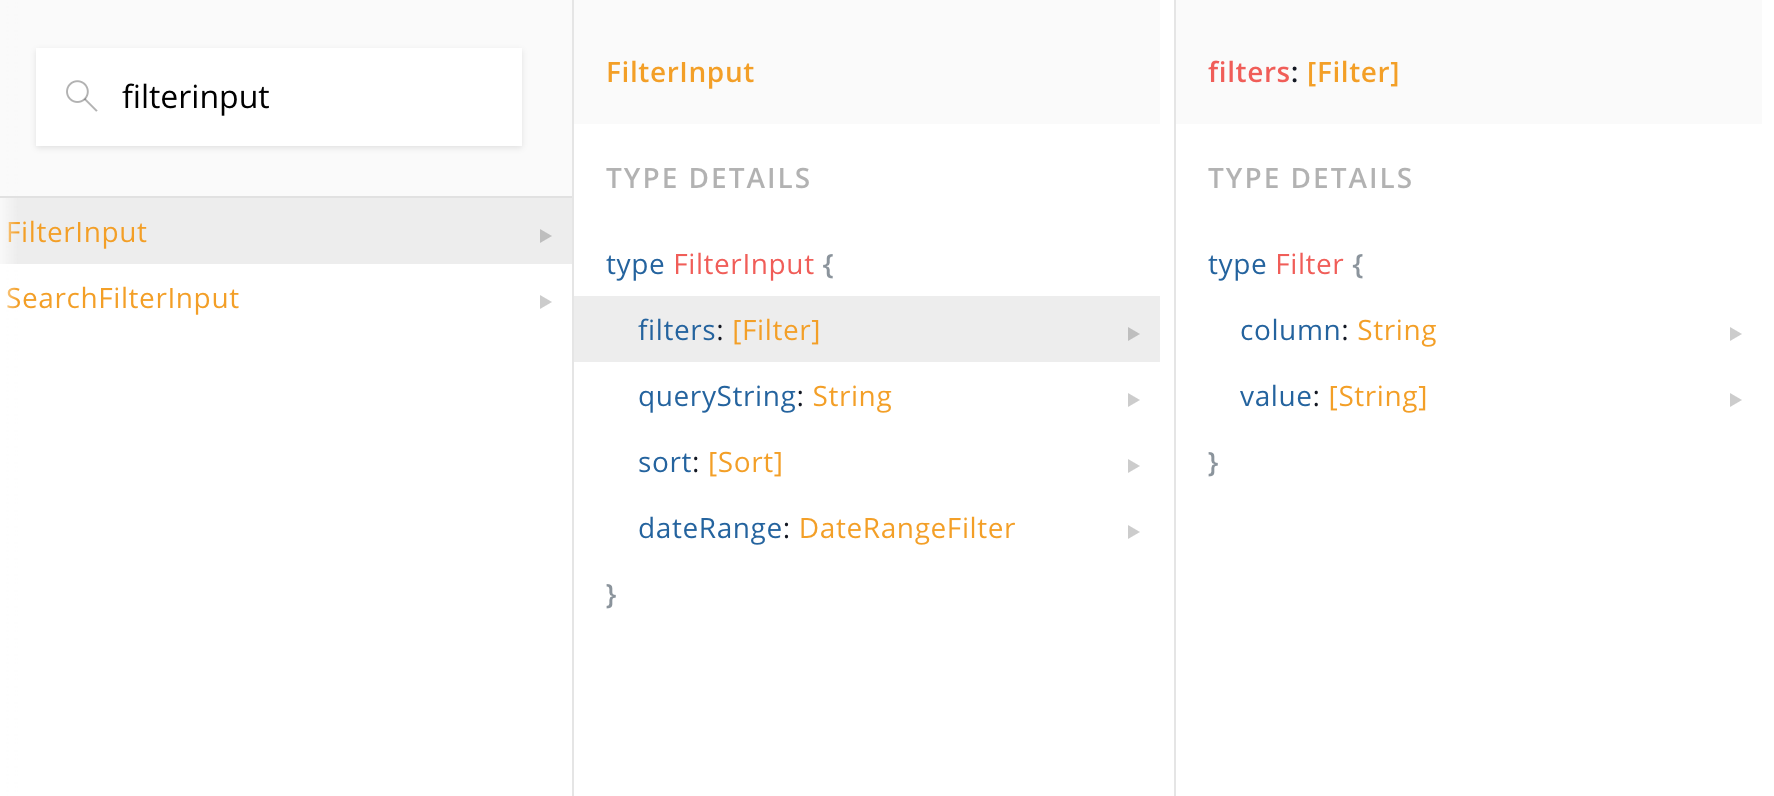 filterinput
FilterInput
SearchFilterInput
FilterInput
TYPE DETAILS
type FilterInput {
filters: [Filter]
queryString: String
sort: [Sort]
dateRange: DateRangeFilter
}
filters: [Filter]
TYPE DETAILS
type Filter {
column: String
value: [String]
}